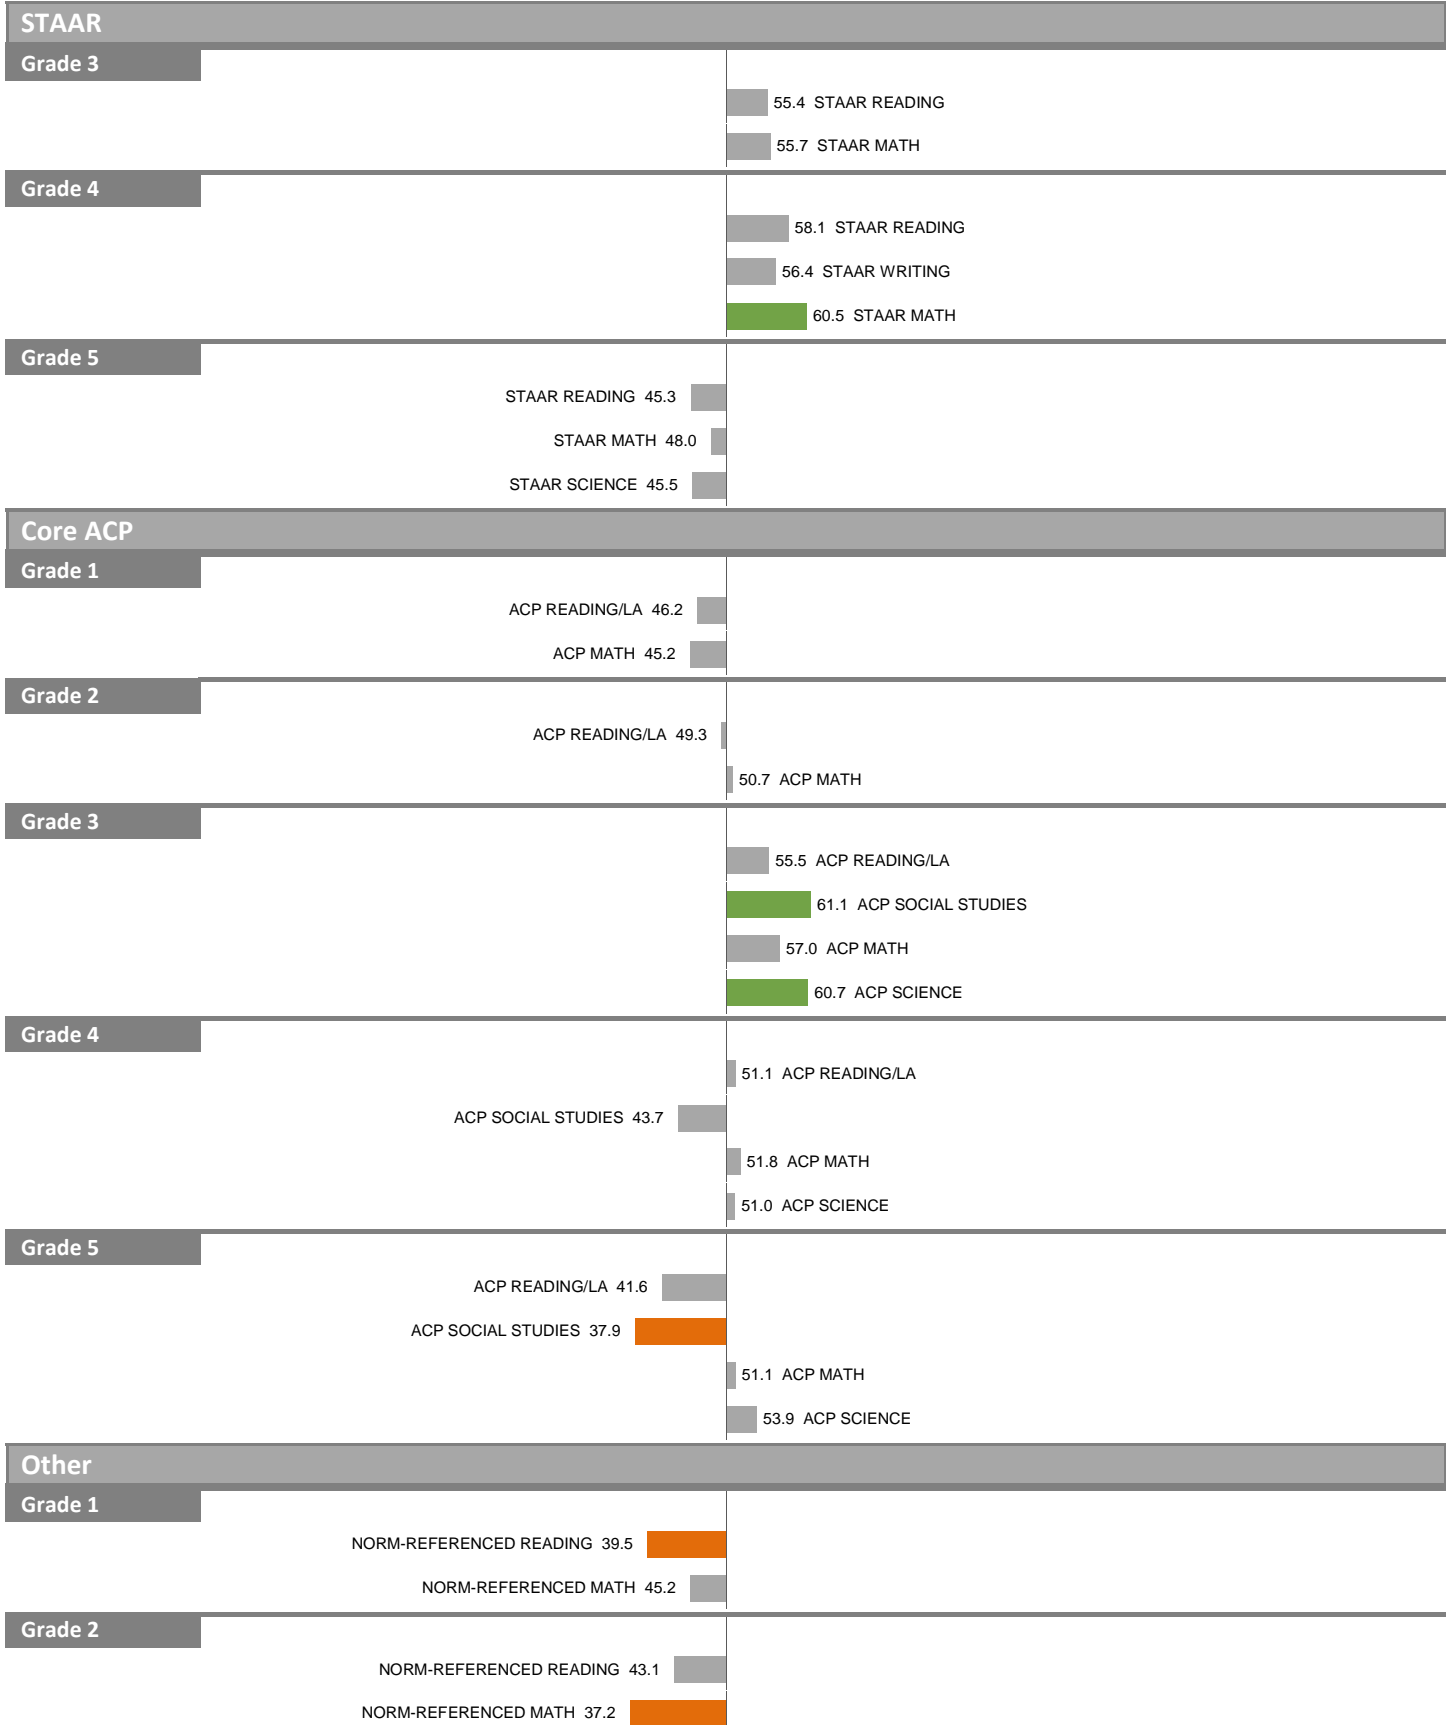 STAAR
Grade 3
55.4 STAAR READING
55.7 STAAR MATH
Grade 4
58.1 STAAR READING
56.4 STAAR WRITING
60.5 STAAR MATH
Grade 5
STAAR READING 45.3
STAAR MATH 48.0
STAAR SCIENCE 45.5
Core ACP
Grade 1
ACP READING/LA 46.2
ACP MATH 45.2
Grade 2
ACP READING/LA 49.3
50.7 ACP MATH
Grade 3
55.5 ACP READING/LA
61.1 ACP SOCIAL STUDIES
57.0 ACP MATH
60.7 ACP SCIENCE
Grade 4
51.1 ACP READING/LA
ACP SOCIAL STUDIES 43.7
51.8 ACP MATH
51.0 ACP SCIENCE
Grade 5
ACP READING/LA 41.6
ACP SOCIAL STUDIES 37.9
51.1 ACP MATH
53.9 ACP SCIENCE
Other
Grade 1
NORM-REFERENCED READING 39.5
NORM-REFERENCED MATH 45.2
Grade 2
NORM-REFERENCED READING 43.1
NORM-REFERENCED MATH 37.2